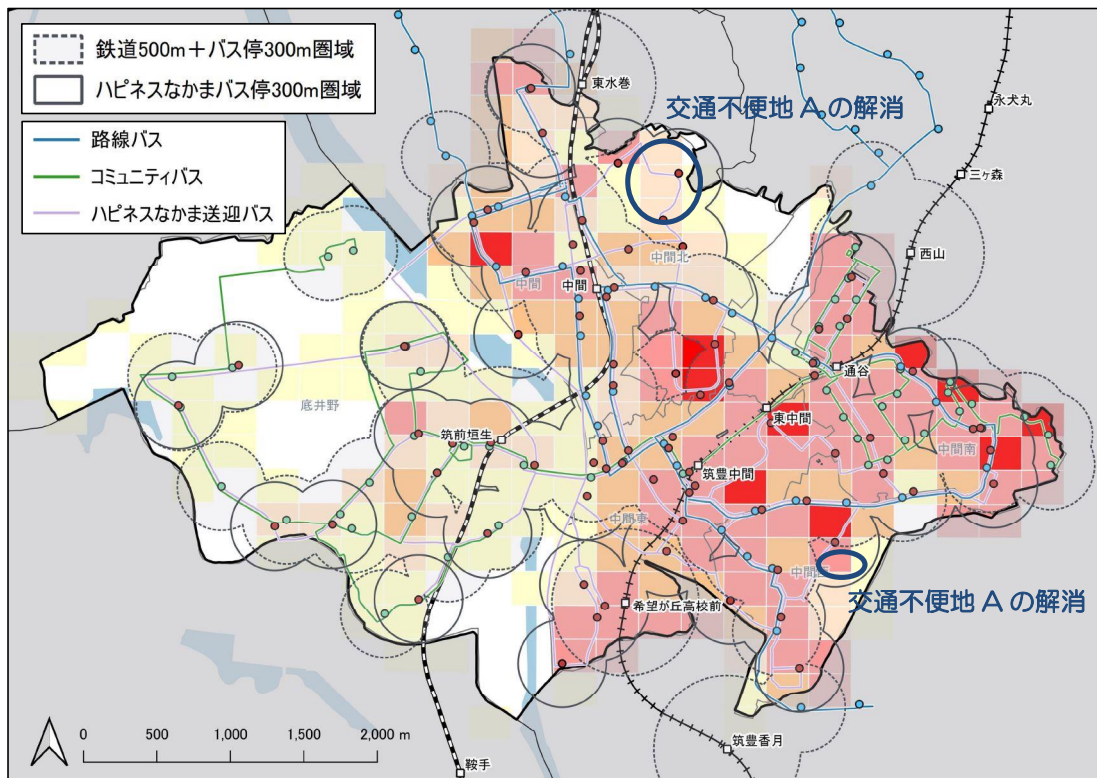 鉄道500m＋バス停300m圏域
ハピネスなかまバス停300m圏域
路線バス
コミュニティバス
ハピネスなかま送迎バス
東水巻
交通不便地 A の解消
永犬丸
三ヶ森
西山
中間北
中間
中間
通谷
底井野
東中間
筑前垣生
中間南
筑豊中間
中間東
交通不便地 A の解消
希望が丘高校前
筑豊香月
鞍手
0 500 1,000 1,500 2,000 m